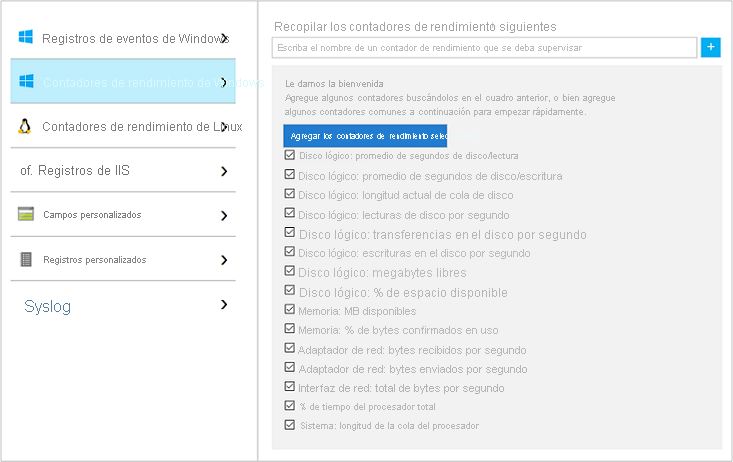 Registros de eventos de Windows
Contadores de rendimiento de Windows
Contadores de rendimiento de Linux
of. Registros de IIS
Campos personalizados
Registros personalizados
Syslog
Recopilar los contadores de rendimiento siguientes
Escriba el nombre de un contador de rendimiento que se deba supervisar
+
Le damos la bienvenida
Agregue algunos contadores buscándolos en el cuadro anterior, o bien agregue
algunos contadores comunes a continuación para empezar rápidamente.
Agregar los contadores de rendimiento selec
Disco lógico: promedio de segundos de disco/lectura
Disco lógico: promedio de segundos de disco/escritura
Disco lógico: longitud actual de cola de disco
Disco lógico: lecturas de disco por segundo
Disco lógico: transferencias en el disco por segundo
Disco lógico: escrituras en el disco por segundo
Disco lógico: megabytes libres
Disco lógico: % de espacio disponible
Memoria: MB disponibles
Memoria: % de bytes confirmados en uso
Adaptador de red: bytes recibidos por segundo
Adaptador de red: bytes enviados por segundo
Interfaz de red: total de bytes por segundo
% de tiempo del procesador total
Sistema: longitud de la cola del procesador